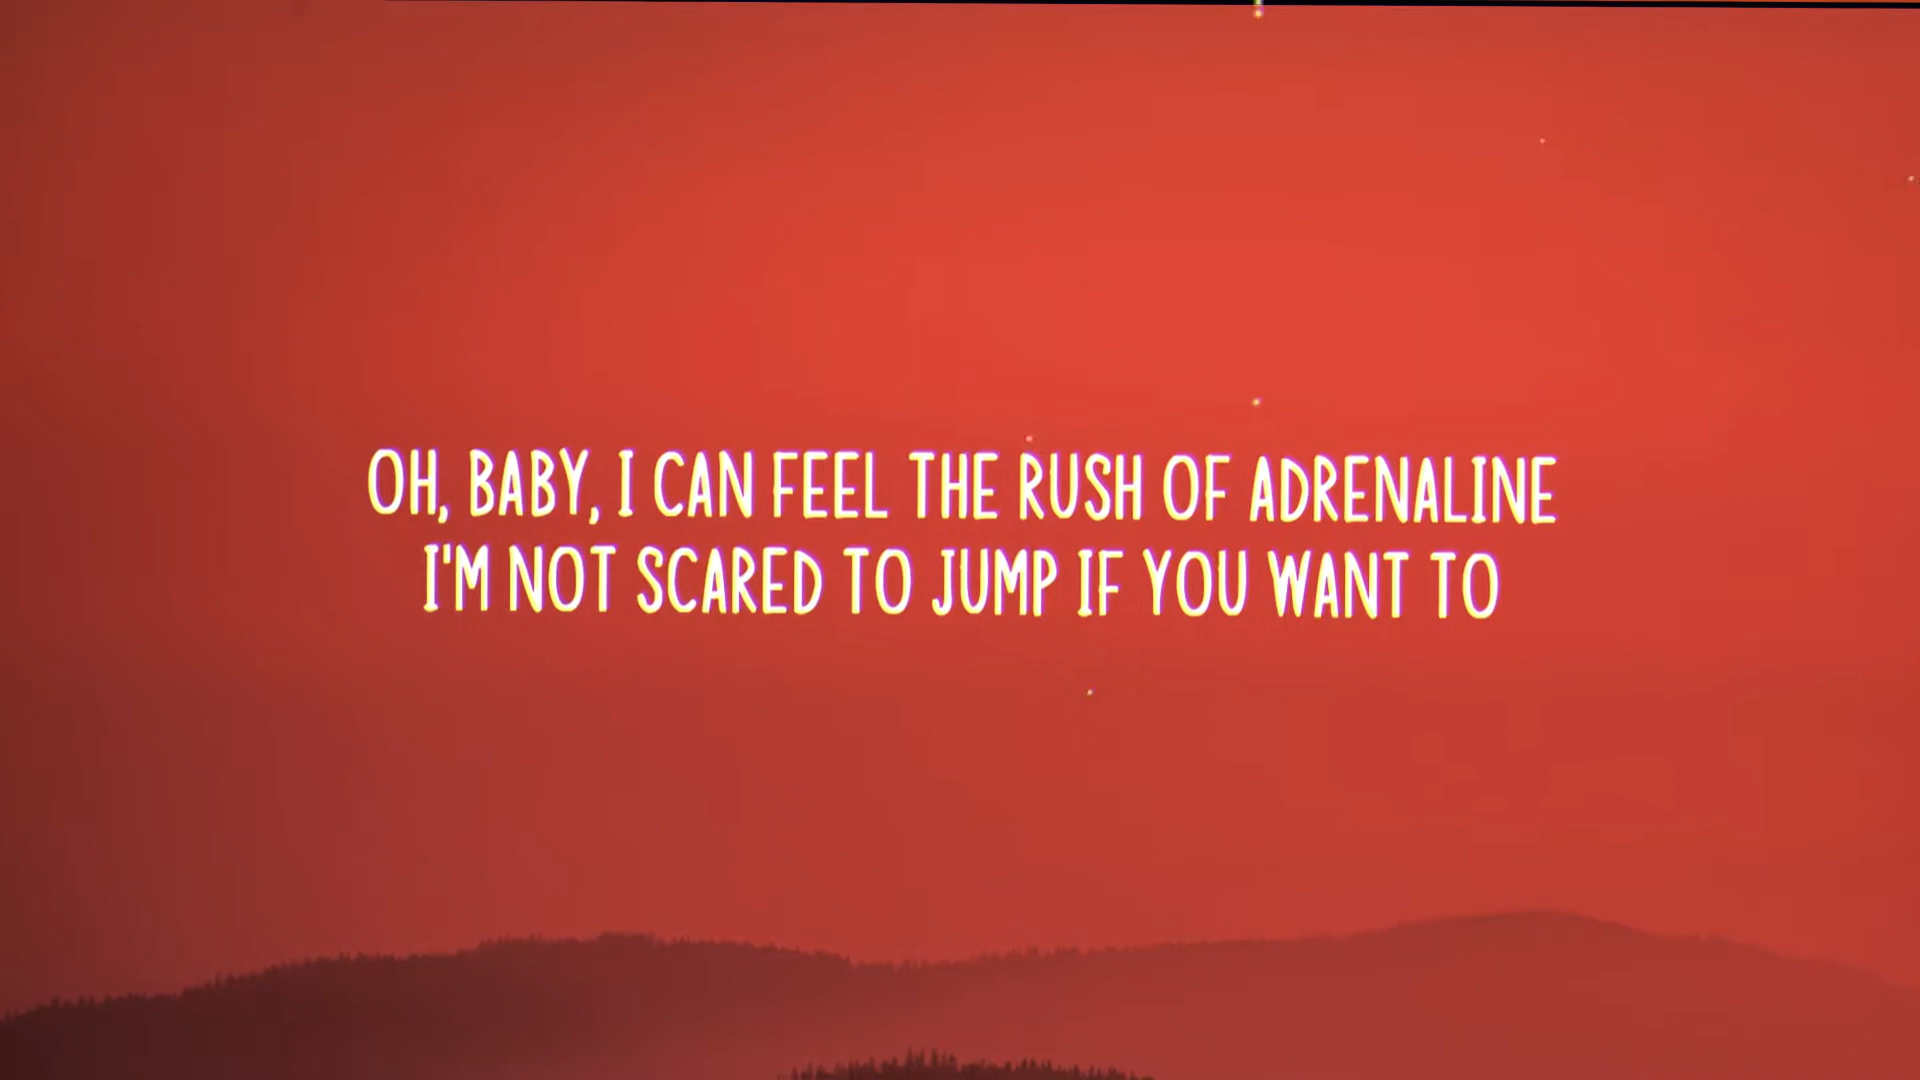 OH, BABY, I CAN FEEL THE RUSH OF ADRENALINE
I'M NOT SCARED TO JUMP IF YOU WANT TO